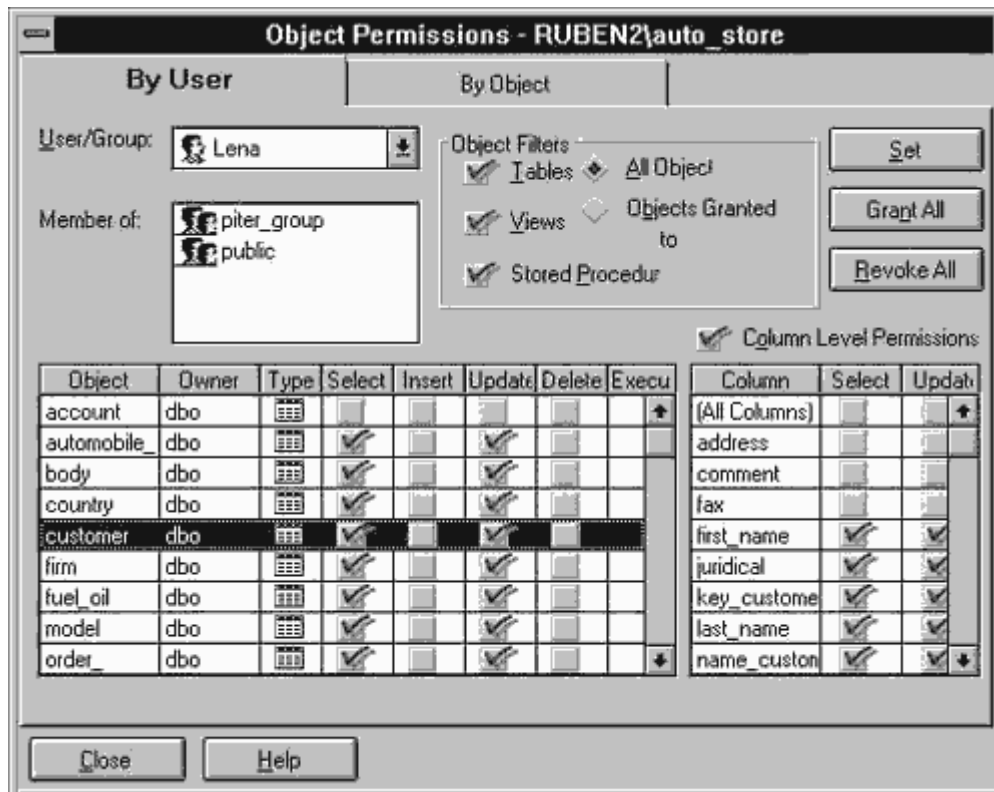 Object Permissions - RUBEN2\auto_store
By User
By Object
User/Group:
Lena
Member of:
piter_group
public
Object Filters
Tables
All Object
Views
Objects Granted
to
Stored Procedur
Set
Grant All
Revoke All
Column Level Permissions
Object Owner Type Select Insert Update Delete Execu
account dbo
automobile_ dbo
body dbo
country dbo
customer dbo
firm dbo
fuel_oil dbo
model dbo
order_ dbo
Column Select Updat
(All Columns)
address
comment
fax
first_name
juridical
key_custome
last_name
name_custon
Close
Help